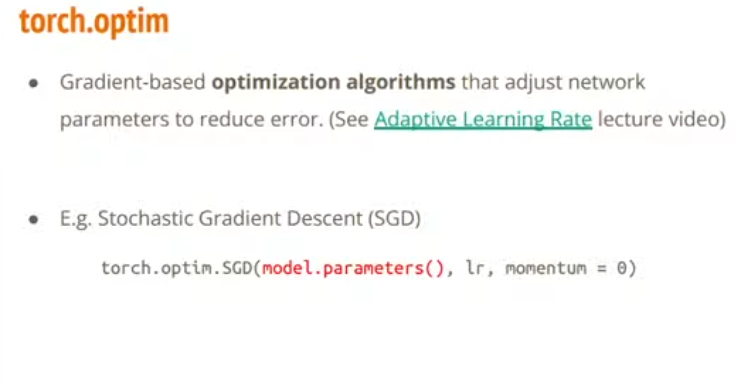 torch.optim
● Gradient-based optimization algorithms that adjust network
parameters to reduce error. (See Adaptive Learning Rate lecture video)
● E.g. Stochastic Gradient Descent (SGD)
torch.optim.SGD(model.parameters(), lr, momentum = 0)